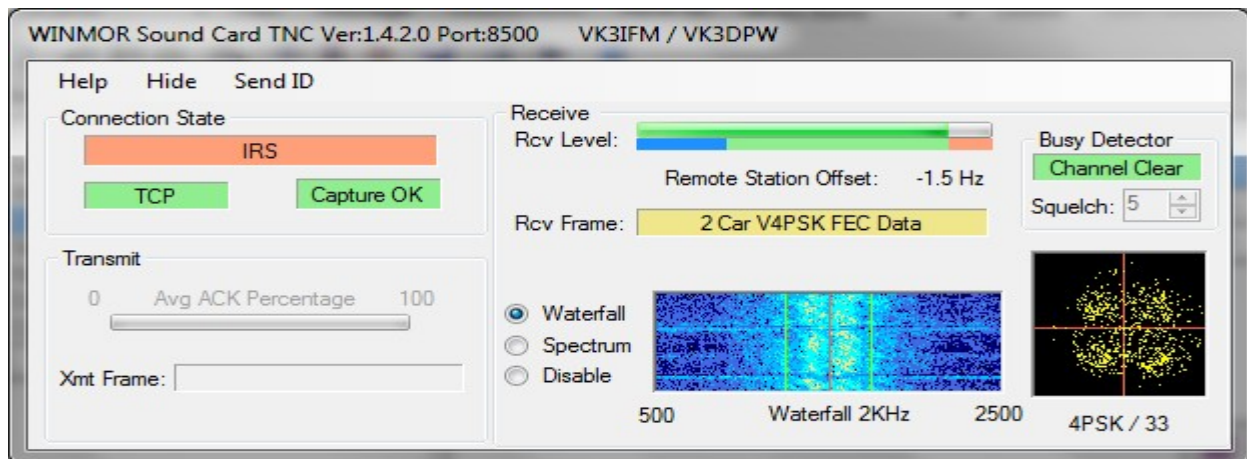 WINMOR Sound Card TNC Ver:1.4.2.0 Port:8500 VK3IFM / VK3DPW
Help Hide Send ID
Connection State
IRS
TCP Capture OK
Transmit
0 Avg ACK Percentage 100
Xmt Frame:
Receive
Rcv Level:
Remote Station Offset: -1.5 Hz
Rcv Frame: 2 Car V4PSK FEC Data
Waterfall
Spectrum
Disable
500 Waterfall 2KHz 2500
Busy Detector
Channel Clear
Squelch: 5
4PSK / 33